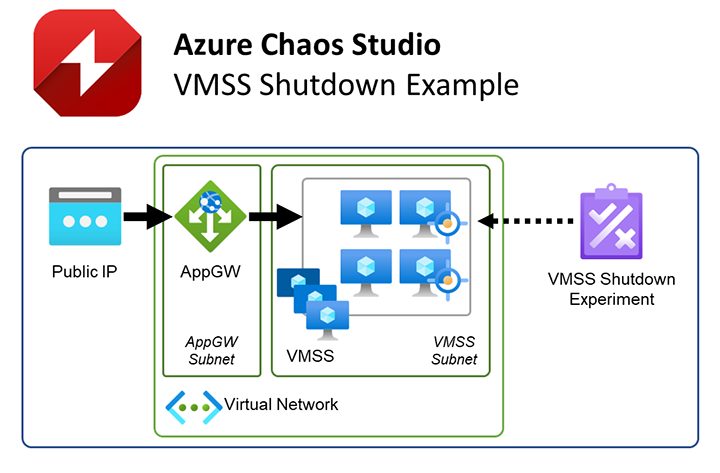 Azure Chaos Studio
VMSS Shutdown Example
Public IP
AppGW
AppGW
Subnet
VMSS
VMSS
Subnet
VMSS Shutdown
Experiment
Virtual Network